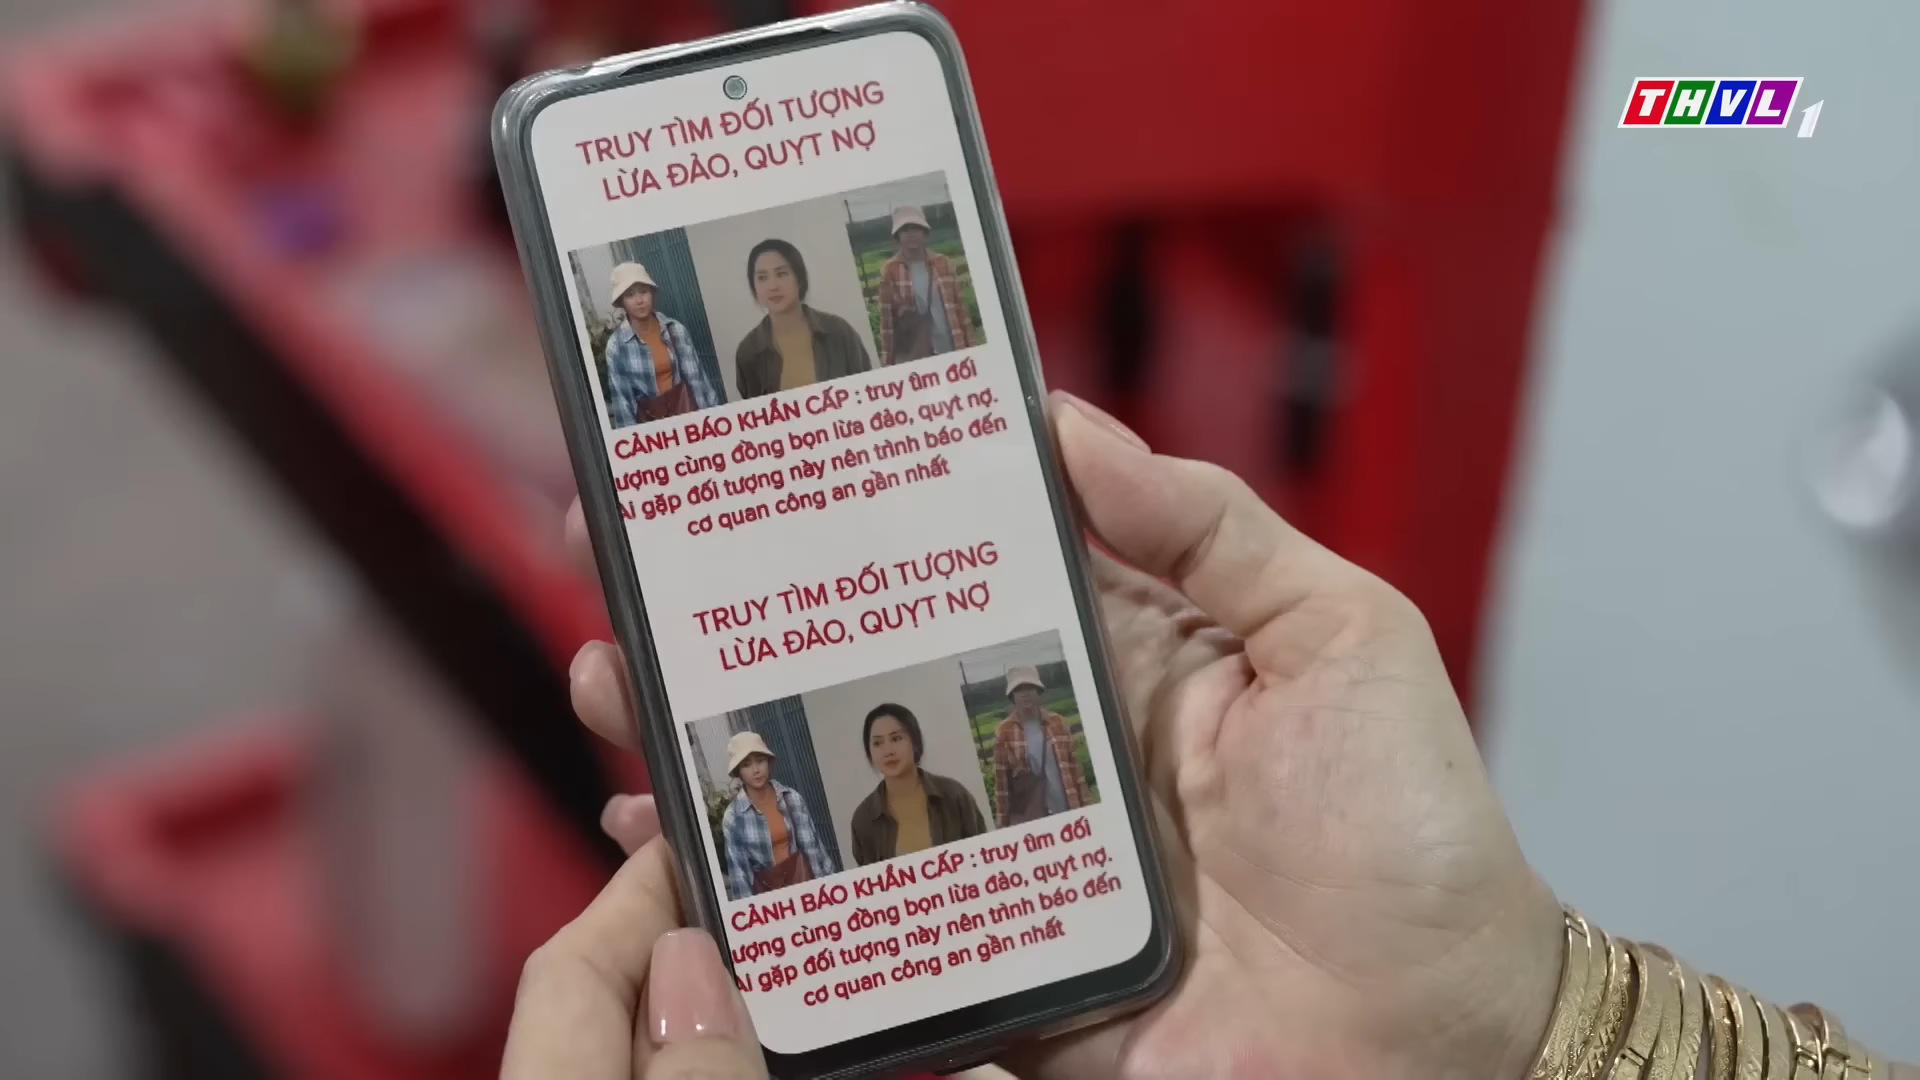 THVL1
TRUY TÌM ĐỐI TƯỢNG
LỪA ĐẢO, QUỴT NỢ
CẢNH BÁO KHẨN CẤP : truy tìm đối
ượng cùng đồng bọn lừa đảo, quỵt nợ.
Ai gặp đối tượng này nên trình báo đến
cơ quan công an gần nhất
TRUY TÌM ĐỐI TƯỢNG
LỪA ĐẢO, QUỴT NỢ
CẢNH BÁO KHẨN CẤP : truy tìm đối
ượng cùng đồng bọn lừa đảo, quỵt nợ.
Ai gặp đối tượng này nên trình báo đến
cơ quan công an gần nhất